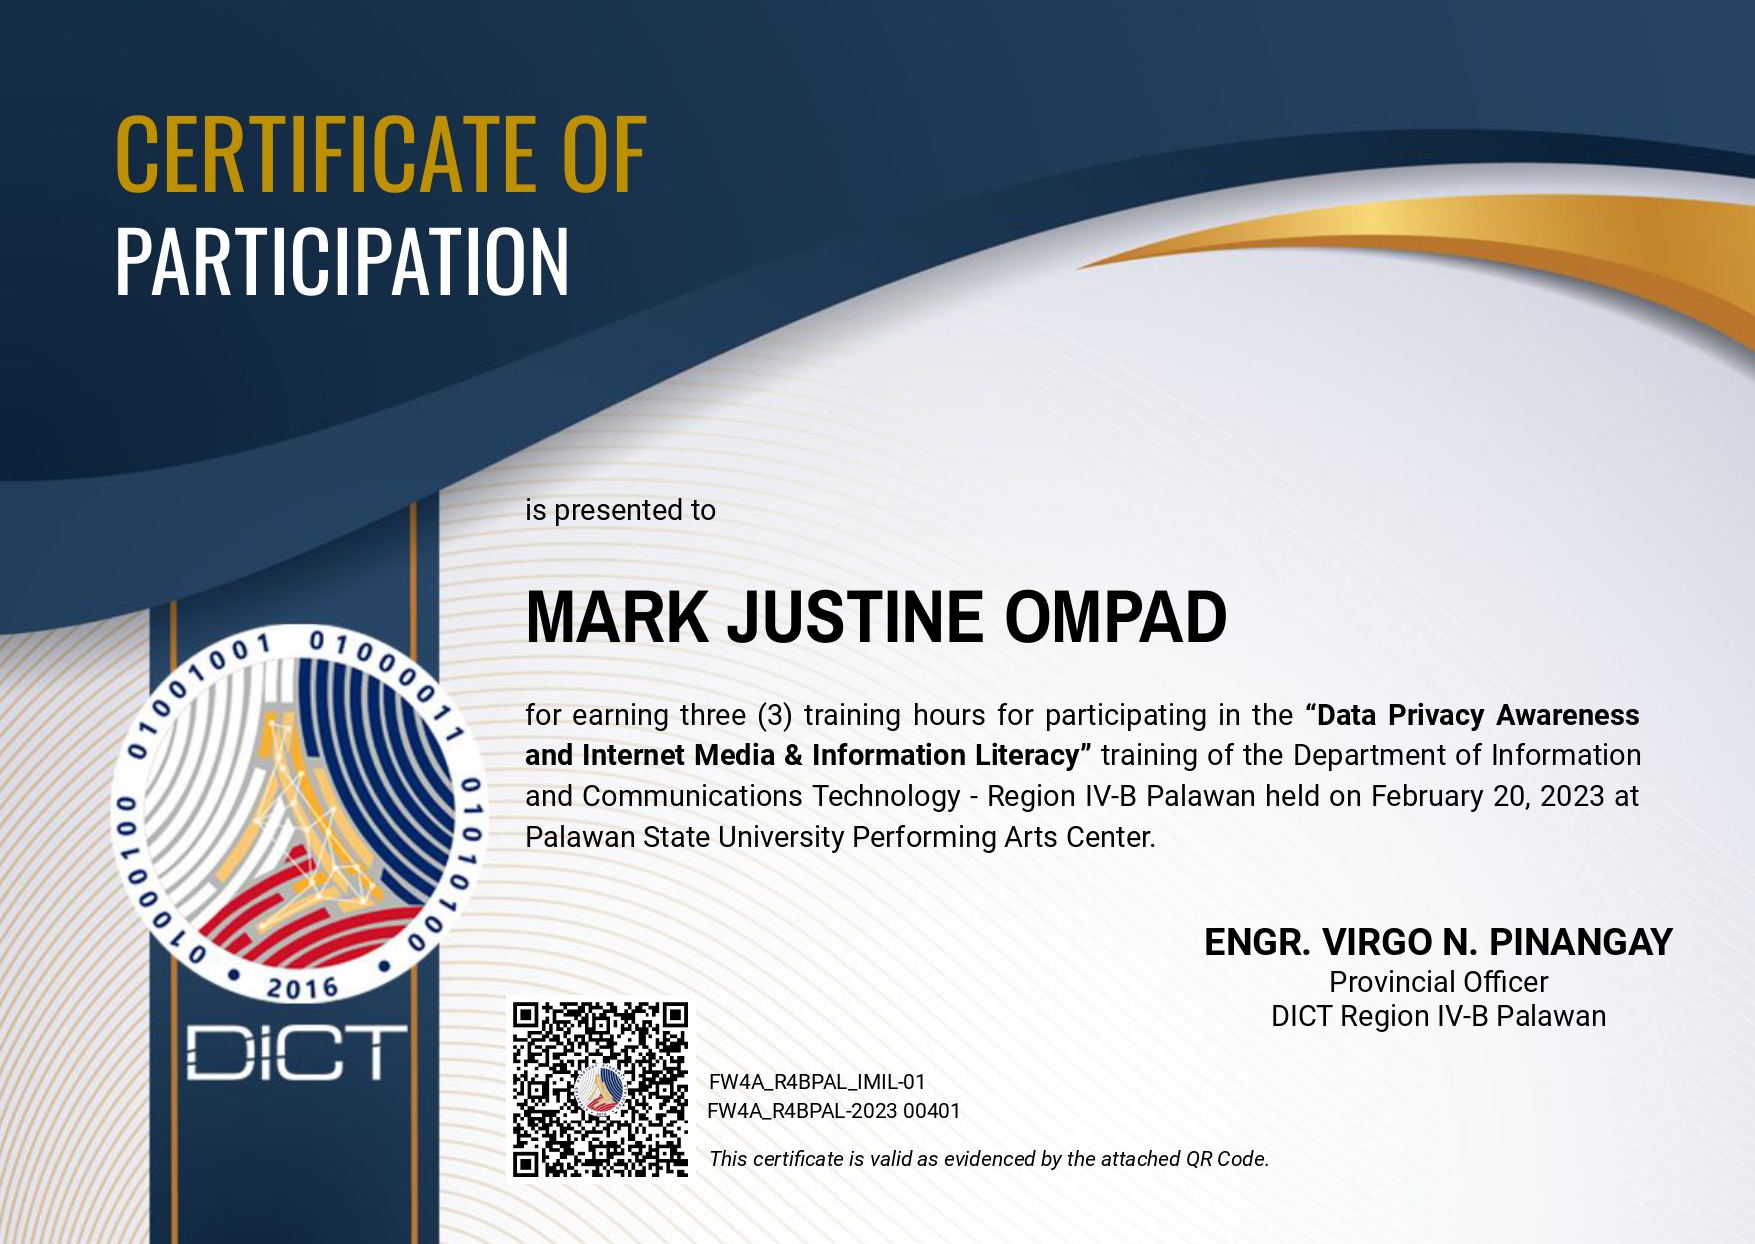 CERTIFICATE OF
PARTICIPATION
is presented to
MARK JUSTINE OMPAD
for earning three (3) training hours for participating in the “Data Privacy Awareness
and Internet Media & Information Literacy” training of the Department of Information
and Communications Technology - Region IV-B Palawan held on February 20, 2023 at
Palawan State University Performing Arts Center.
01001001 01000011 01010100 • 2016 • 01000100
DICT
ENGR. VIRGO N. PINANGAY
Provincial Officer
DICT Region IV-B Palawan
FW4A_R4BPAL_IMIL-01
FW4A_R4BPAL-2023 00401
This certificate is valid as evidenced by the attached QR Code.